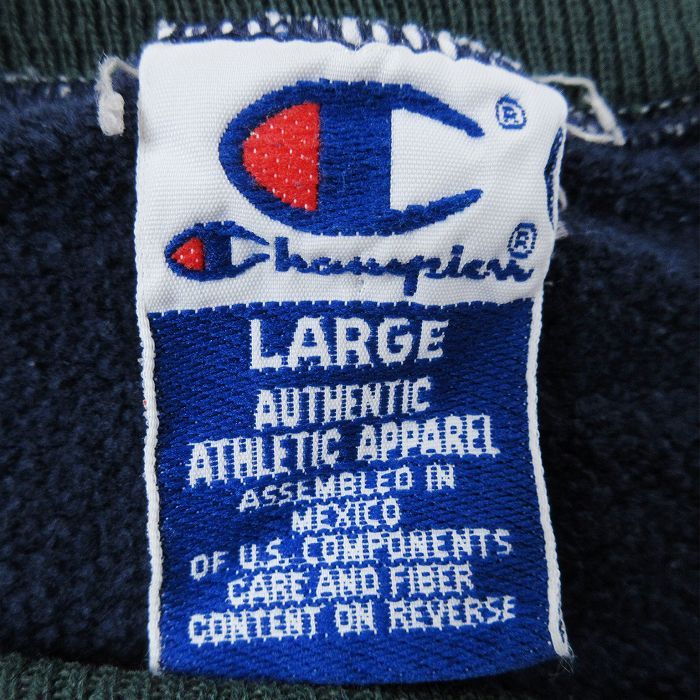 ®
Champion®
LARGE
AUTHENTIC
ATHLETIC APPAREL
ASSEMBLED IN
MEXICO
OF U.S. COMPONENTS
CARE AND FIBER
CONTENT ON REVERSE